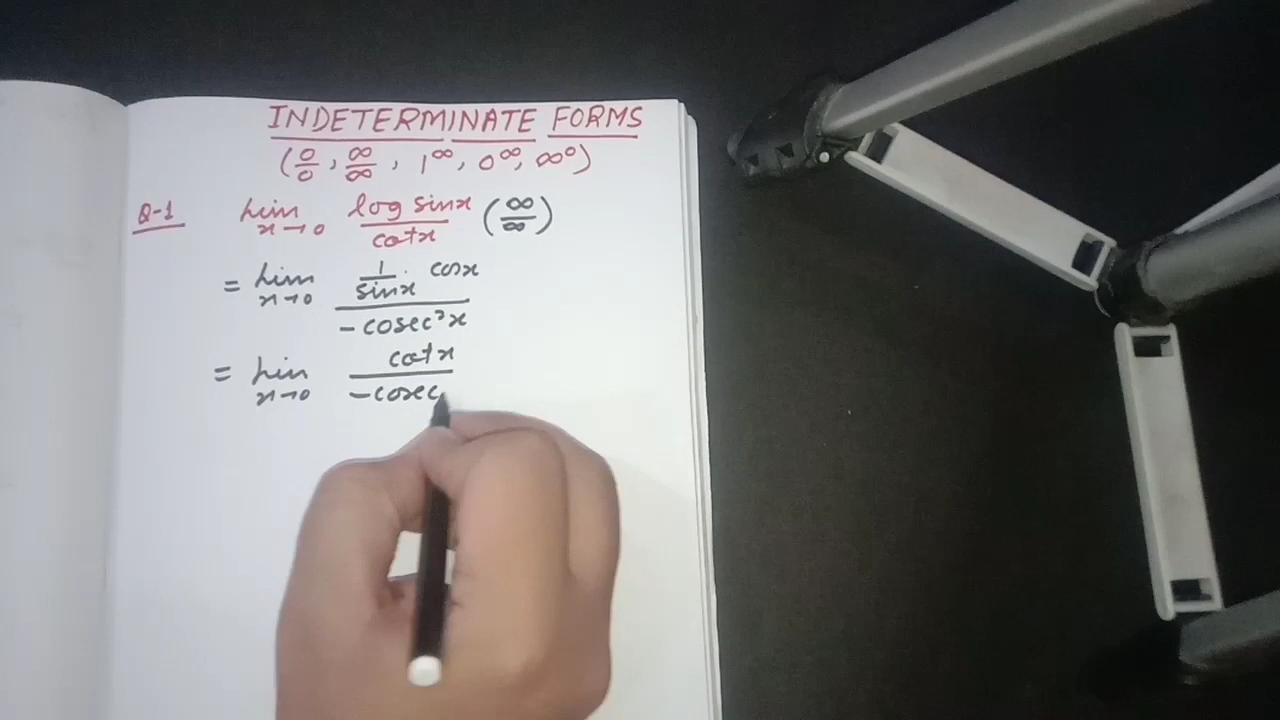 INDETERMINATE FORMS
(0/0, ∞/∞, 1^∞, 0^∞, ∞^0)
Q-1 lim x→0 log sinx / cotx (∞/∞)
= lim x→0 1/sinx . cosx / -cosec²x
= lim x→0 cotx / -cosec